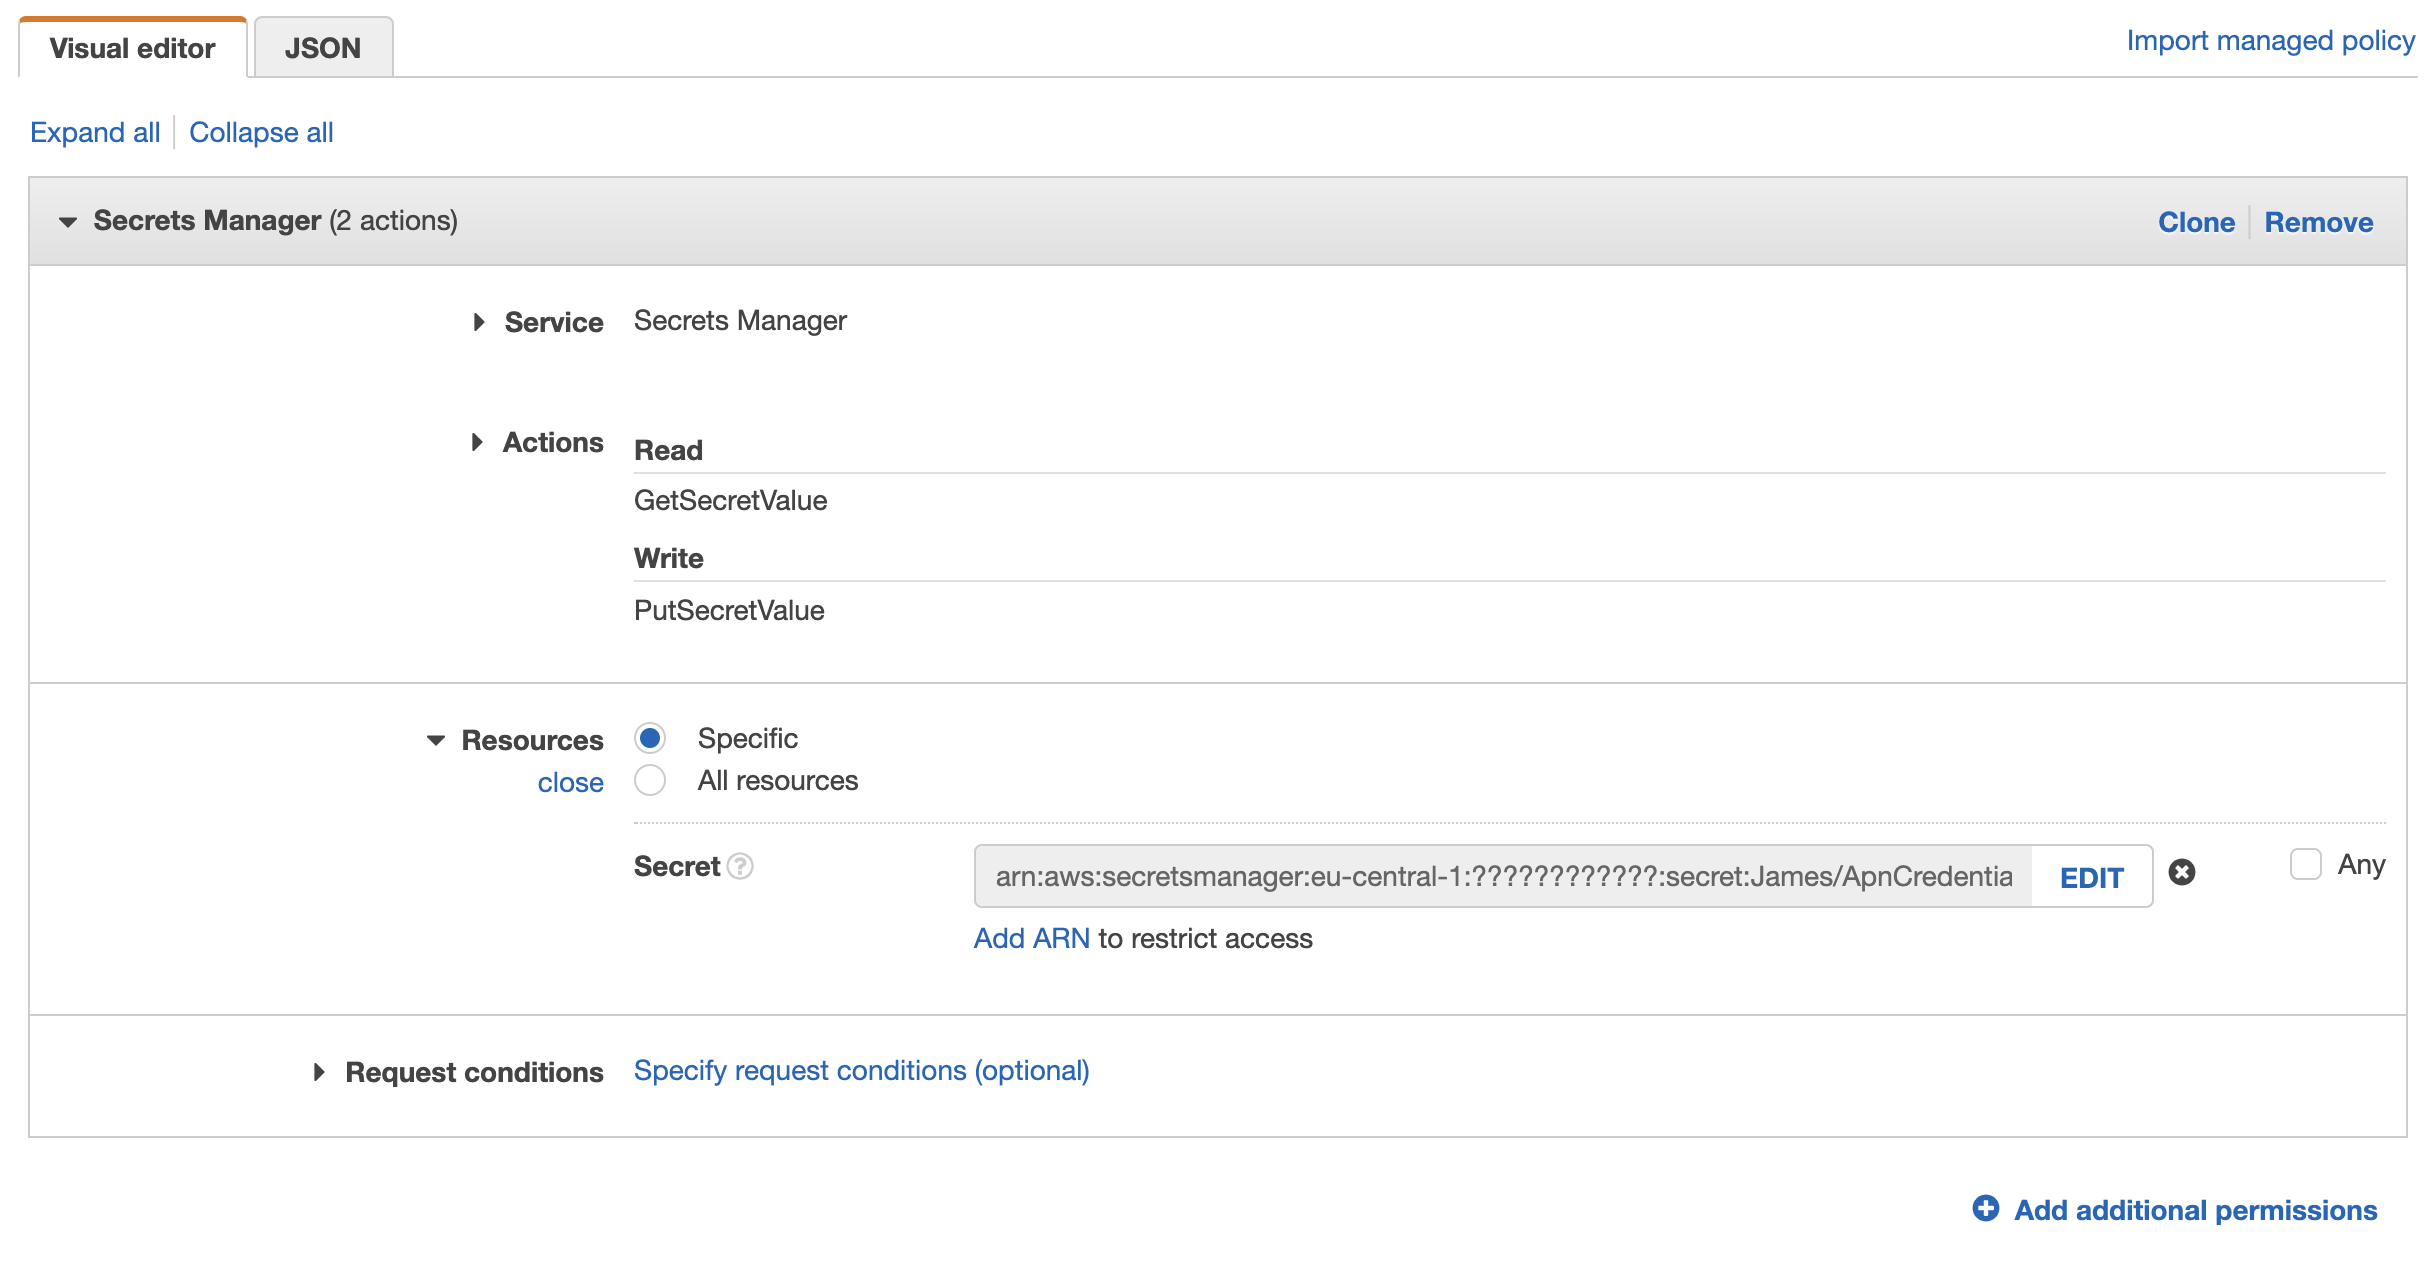 Visual editor JSON Import managed policy
Expand all Collapse all
Secrets Manager (2 actions) Clone Remove
Service Secrets Manager
Actions Read
GetSecretValue
Write
PutSecretValue
Resources Specific
close All resources
Secret ? arn:aws:secretsmanager:eu-central-1:????????????:secret:James/ApnCredentia EDIT Any
Add ARN to restrict access
Request conditions Specify request conditions (optional)
Add additional permissions